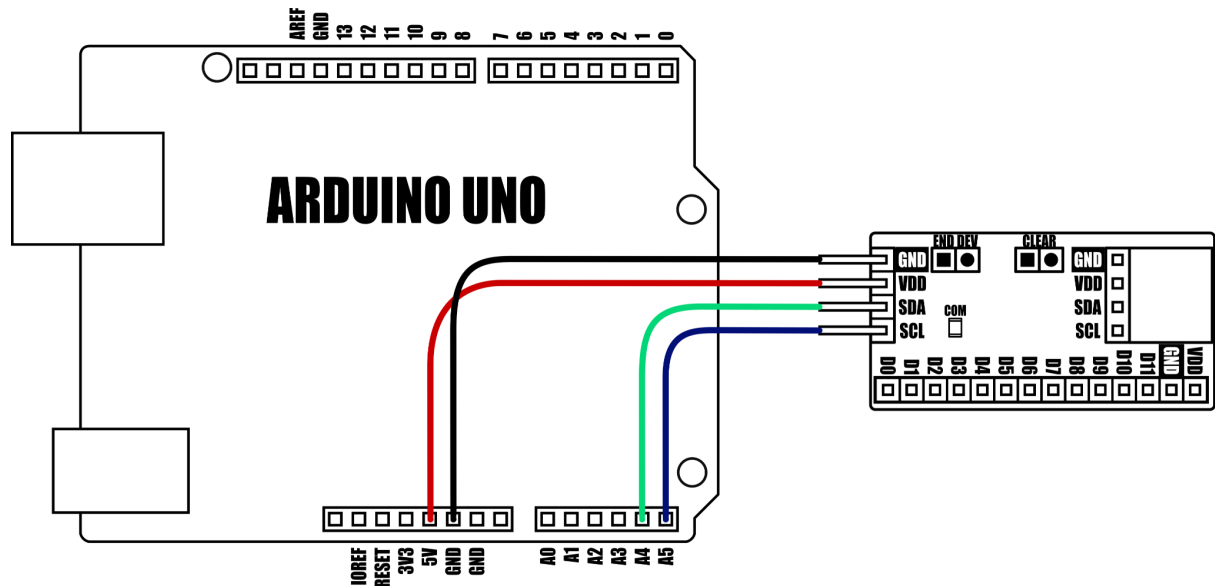 AREF GND 13 12 11 10 9 8 7 6 5 4 3 2 1 0
ARDUINO UNO
END DEV CLEAR
GND GND
VDD VDD
SDA COM SDA
SCL SCL
D0 D1 D2 D3 D4 D5 D6 D7 D8 D9 D10 D11 GND VDD
IOREF RESET 3V3 5V GND GND A0 A1 A2 A3 A4 A5